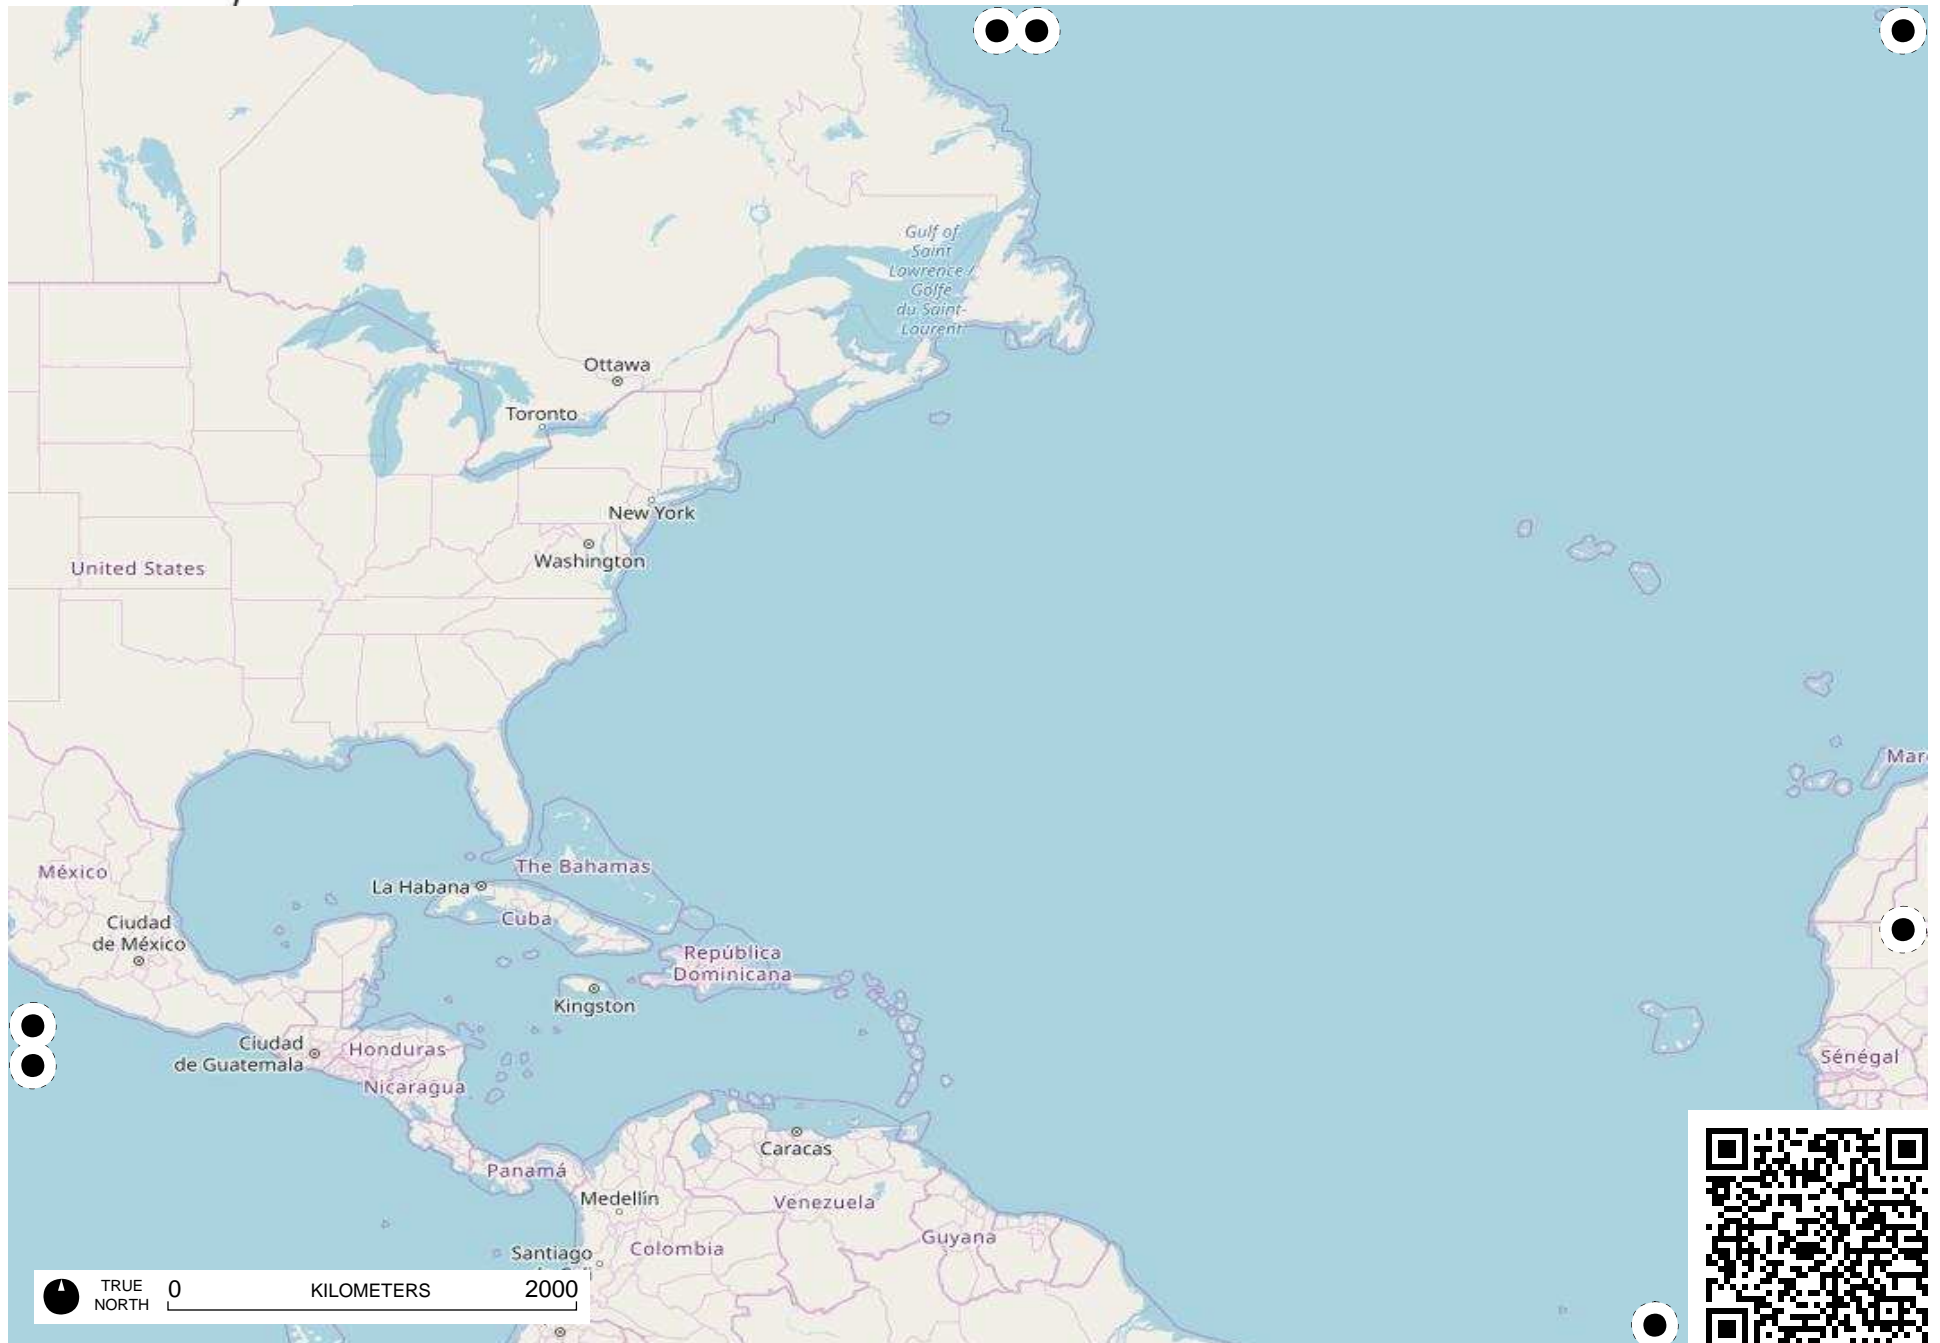 Gulf of
Saint
Lawrence /
Golfe
du Saint-
Laurent
Ottawa
Toronto
New York
Washington
United States
Mar
México
The Bahamas
La Habana
Cuba
Ciudad
de México
República
Dominicana
Kingston
Ciudad
de Guatemala
Honduras
Sénégal
Nicaragua
Caracas
Panamá
Medellín
Venezuela
Guyana
Santiago
Colombia
TRUE
NORTH
0
KILOMETERS
2000